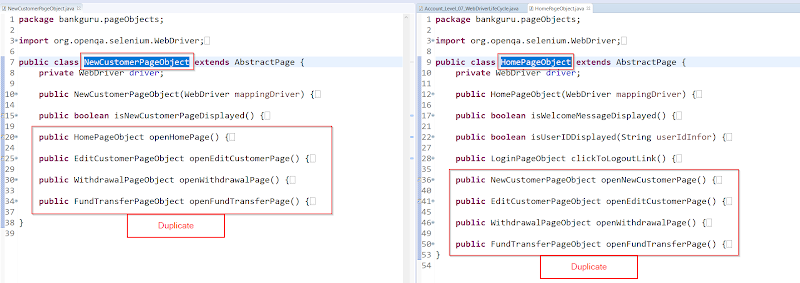 NewCustomerPageObject.java
1 package bankguru.pageObjects;
2
3 import org.openqa.selenium.WebDriver;
6
7 public class NewCustomerPageObject extends AbstractPage {
8 private WebDriver driver;
9
10 public NewCustomerPageObject(WebDriver mappingDriver) {
14
15 public boolean isNewCustomerPageDisplayed() {
19
20 public HomePageObject openHomePage() {
24
25 public EditCustomerPageObject openEditCustomerPage() {
29
30 public WithdrawalPageObject openWithdrawalPage() {
33
34 public FundTransferPageObject openFundTransferPage() {
37
38 }
39
Duplicate
Account_Level_07_WebDriverLifeCycle.java
HomePageObject.java
1 package bankguru.pageObjects;
2
3 import org.openqa.selenium.WebDriver;
8
9 public class HomePageObject extends AbstractPage {
10 private WebDriver driver;
11
12 public HomePageObject(WebDriver mappingDriver) {
16
17 public boolean isWelcomeMessageDisplayed() {
21
22 public boolean isUserIDDisplayed(String userIdInfor) {
27
28 public LoginPageObject clickToLogoutLink() {
35
36 public NewCustomerPageObject openNewCustomerPage() {
40
41 public EditCustomerPageObject openEditCustomerPage() {
45
46 public WithdrawalPageObject openWithdrawalPage() {
49
50 public FundTransferPageObject openFundTransferPage() {
53 }
54
Duplicate